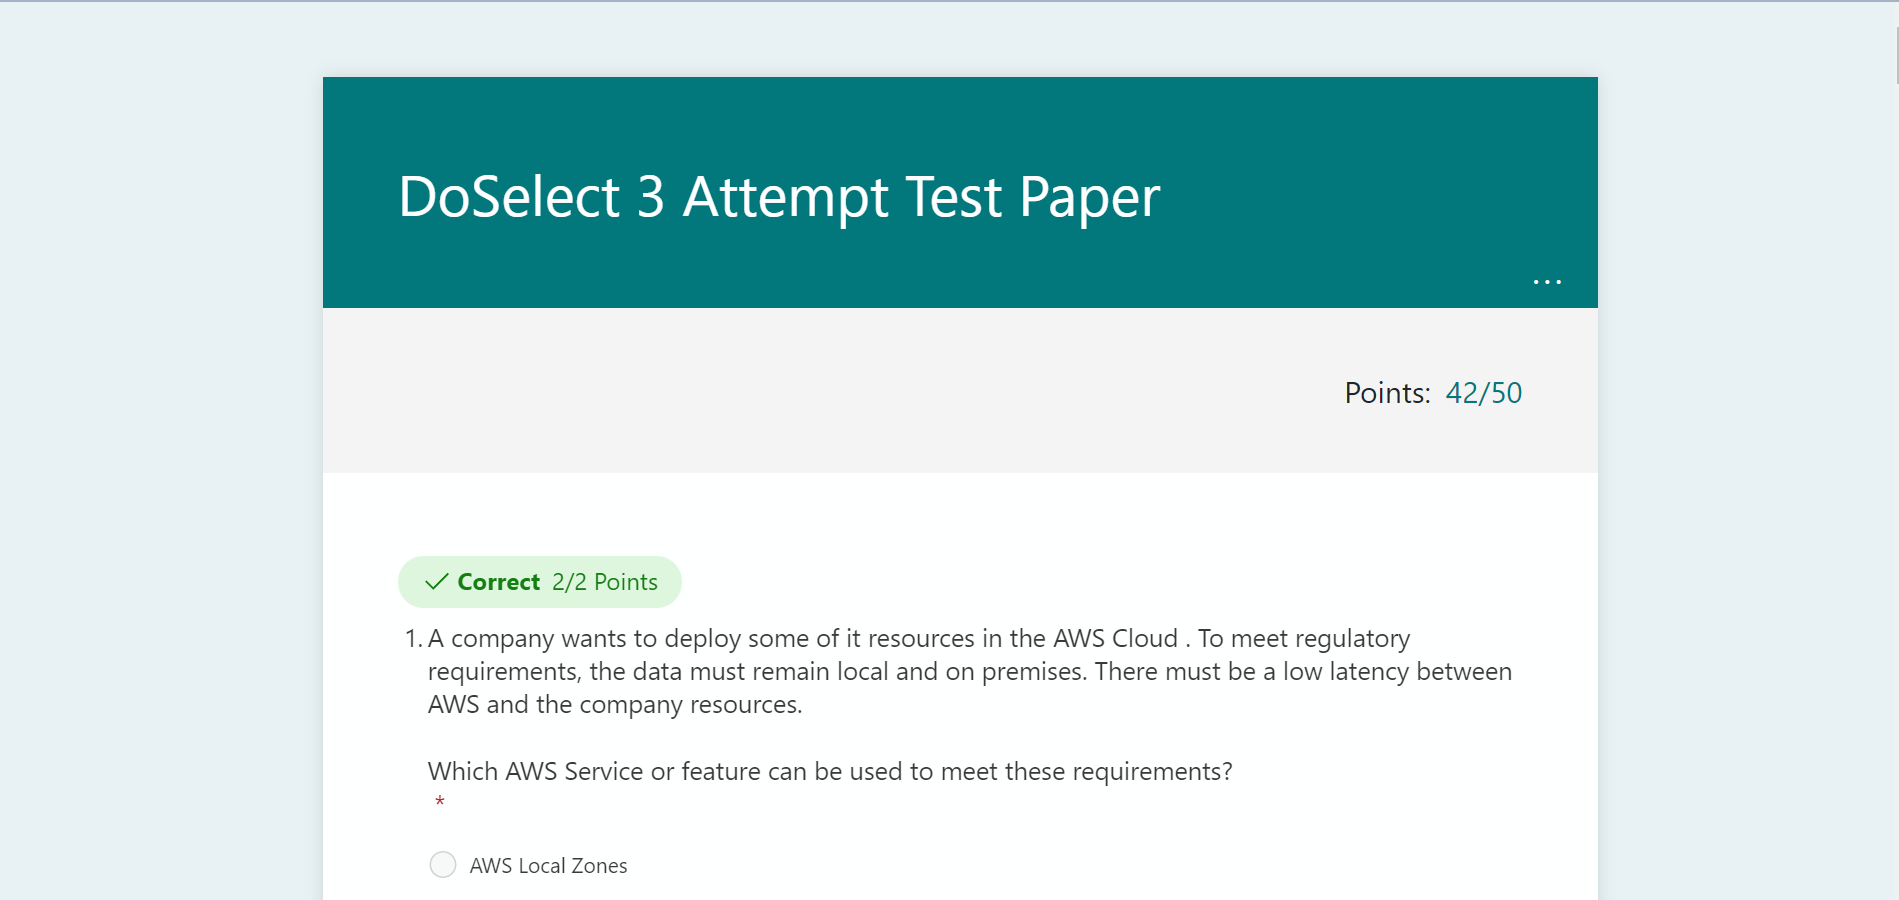 DoSelect 3 Attempt Test Paper
...
Points: 42/50
Correct 2/2 Points
1. A company wants to deploy some of it resources in the AWS Cloud . To meet regulatory
requirements, the data must remain local and on premises. There must be a low latency between
AWS and the company resources.
Which AWS Service or feature can be used to meet these requirements?
*
AWS Local Zones